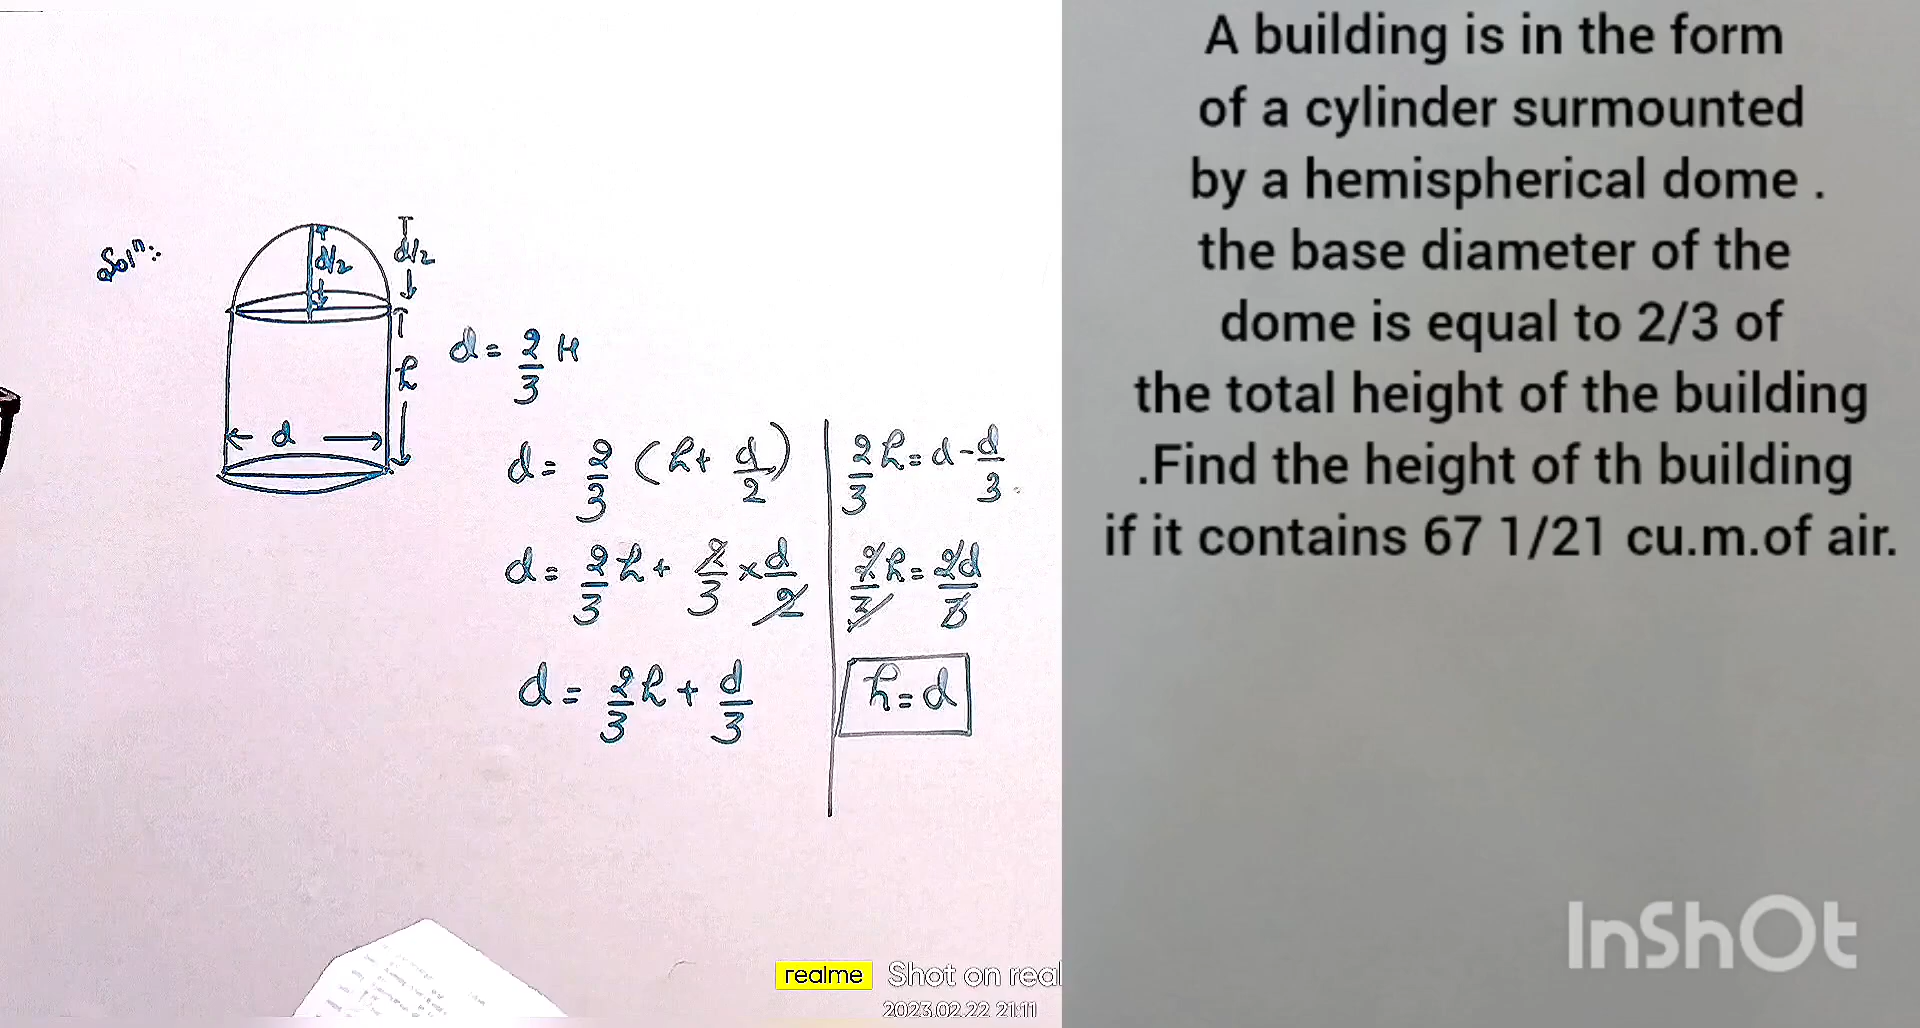 Solⁿ:
d/2
d/2
h
d
d = 2/3 H
d = 2/3 (h + d/2)
d = 2/3 h + 2/3 × d/2
d = 2/3 h + d/3
2/3 h = d - d/3
2/3 h = 2d/3
h = d
realme Shot on real
2023.02.22 21:11
A building is in the form
of a cylinder surmounted
by a hemispherical dome .
the base diameter of the
dome is equal to 2/3 of
the total height of the building
.Find the height of th building
if it contains 67 1/21 cu.m.of air.
InShOt